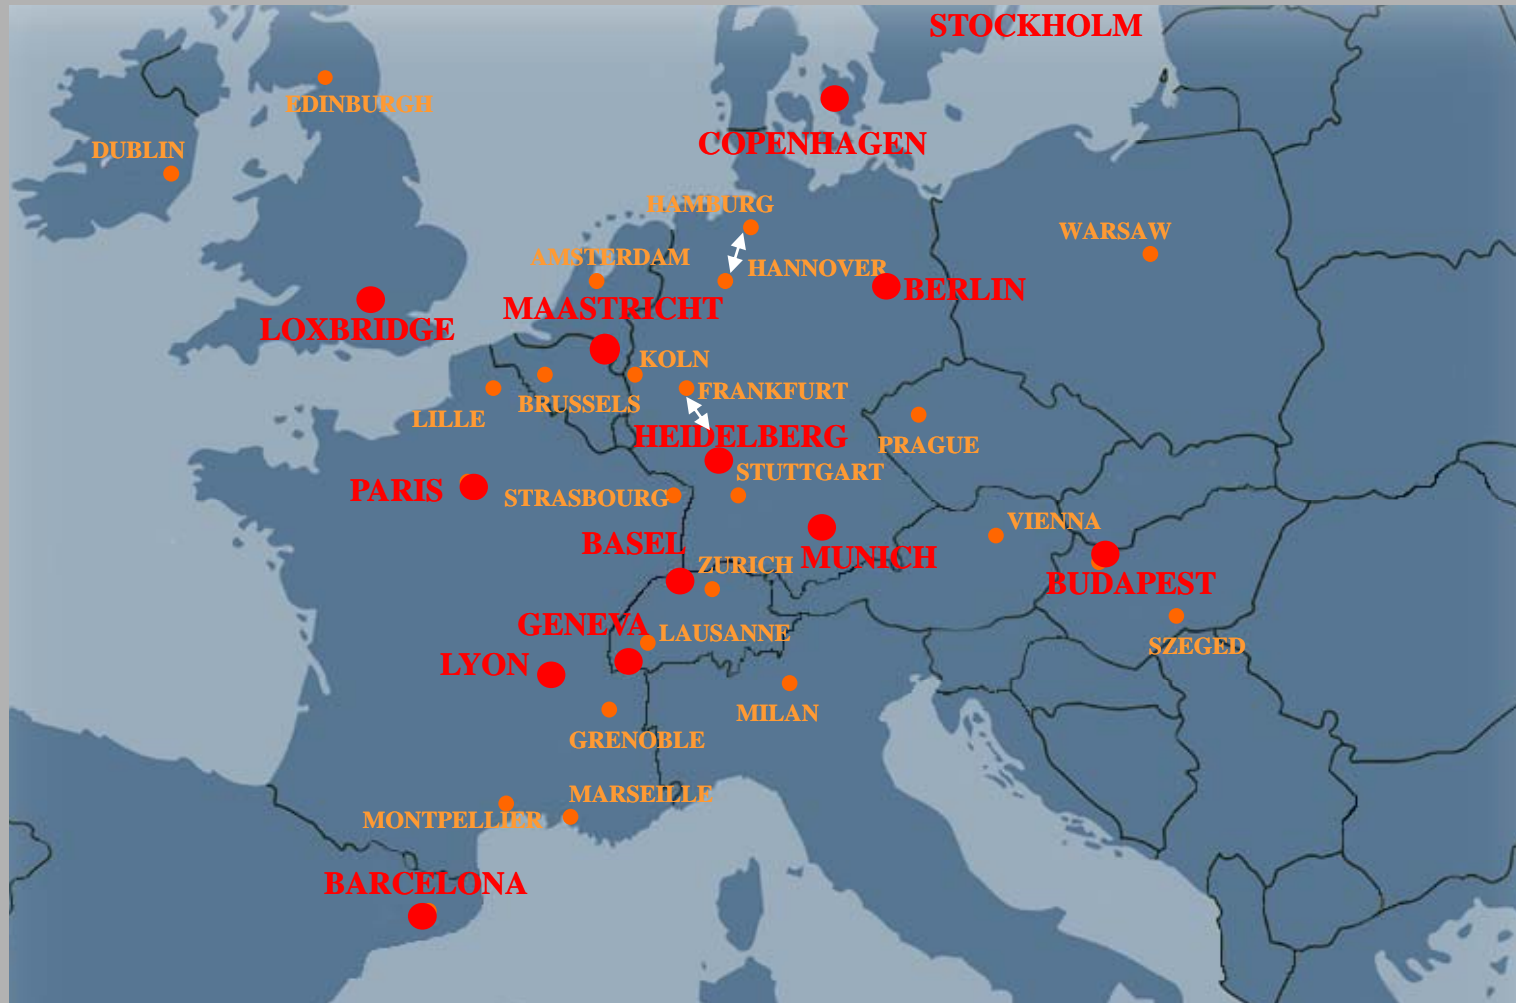 STOCKHOLM
EDINBURGH
COPENHAGEN
DUBLIN
HAMBURG
WARSAW
AMSTERDAM
HANNOVER
BERLIN
MAASTRICHT
LOXBRIDGE
KOLN
FRANKFURT
BRUSSELS
LILLE
HEIDELBERG
PRAGUE
STUTTGART
PARIS
STRASBOURG
VIENNA
BASEL
MUNICH
ZURICH
BUDAPEST
GENEVA
LAUSANNE
SZEGED
LYON
MILAN
GRENOBLE
MARSEILLE
MONTPELLIER
BARCELONA